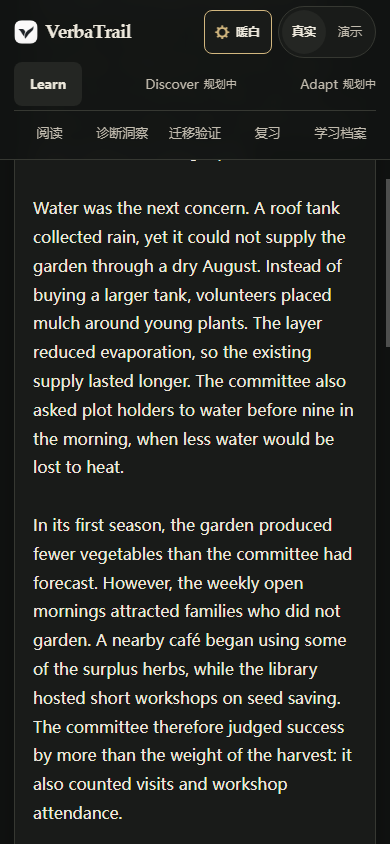 VerbaTrail
暖白
真实
演示
Learn
Discover 规划中
Adapt 规划中
阅读
诊断洞察
迁移验证
复习
学习档案
Water was the next concern. A roof tank
collected rain, yet it could not supply the
garden through a dry August. Instead of
buying a larger tank, volunteers placed
mulch around young plants. The layer
reduced evaporation, so the existing
supply lasted longer. The committee also
asked plot holders to water before nine in
the morning, when less water would be
lost to heat.
In its first season, the garden produced
fewer vegetables than the committee had
forecast. However, the weekly open
mornings attracted families who did not
garden. A nearby café began using some
of the surplus herbs, while the library
hosted short workshops on seed saving.
The committee therefore judged success
by more than the weight of the harvest: it
also counted visits and workshop
attendance.